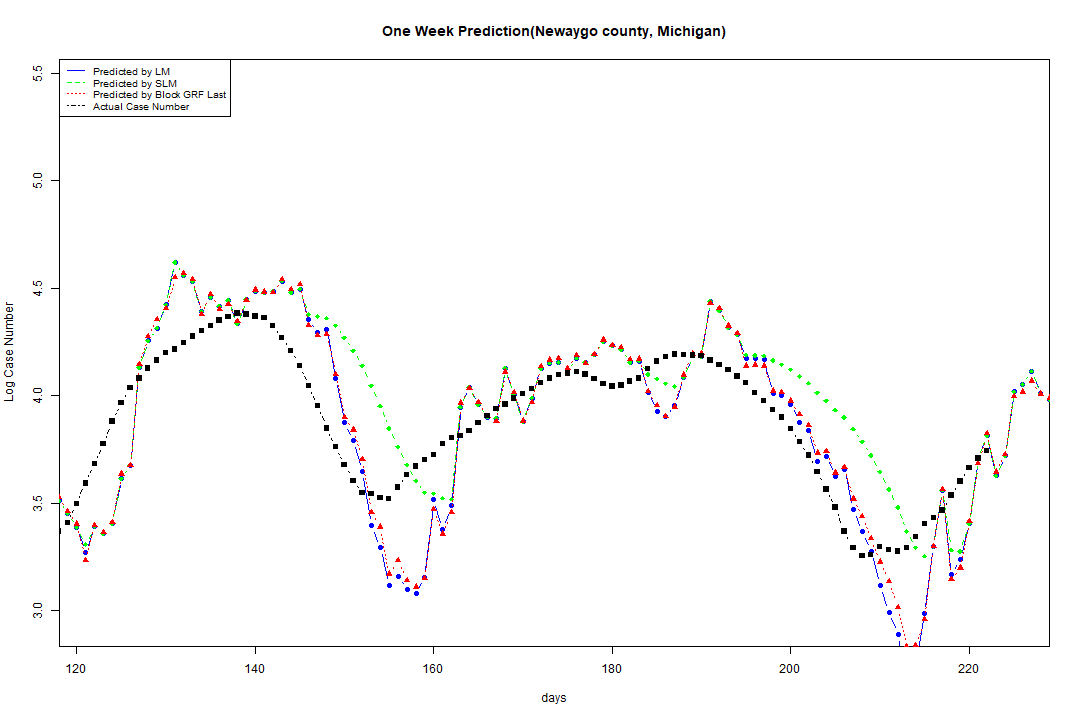 One Week Prediction(Newaygo county, Michigan)
Predicted by LM
Predicted by SLM
Predicted by Block GRF Last
Actual Case Number
Log Case Number
5.5
5.0
4.5
4.0
3.5
3.0
120 140 160 180 200 220
days